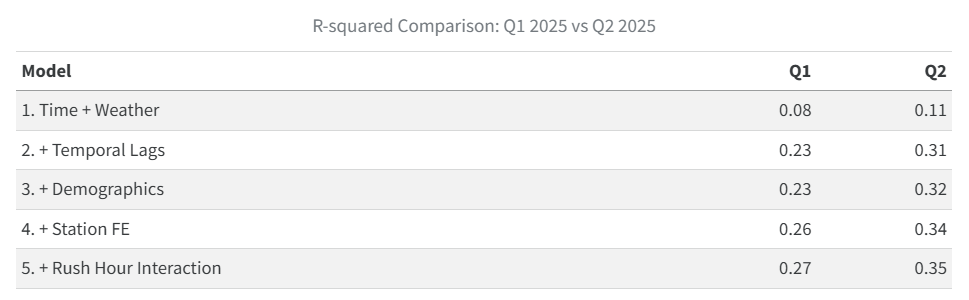 R-squared Comparison: Q1 2025 vs Q2 2025
Model Q1 Q2
1. Time + Weather 0.08 0.11
2. + Temporal Lags 0.23 0.31
3. + Demographics 0.23 0.32
4. + Station FE 0.26 0.34
5. + Rush Hour Interaction 0.27 0.35